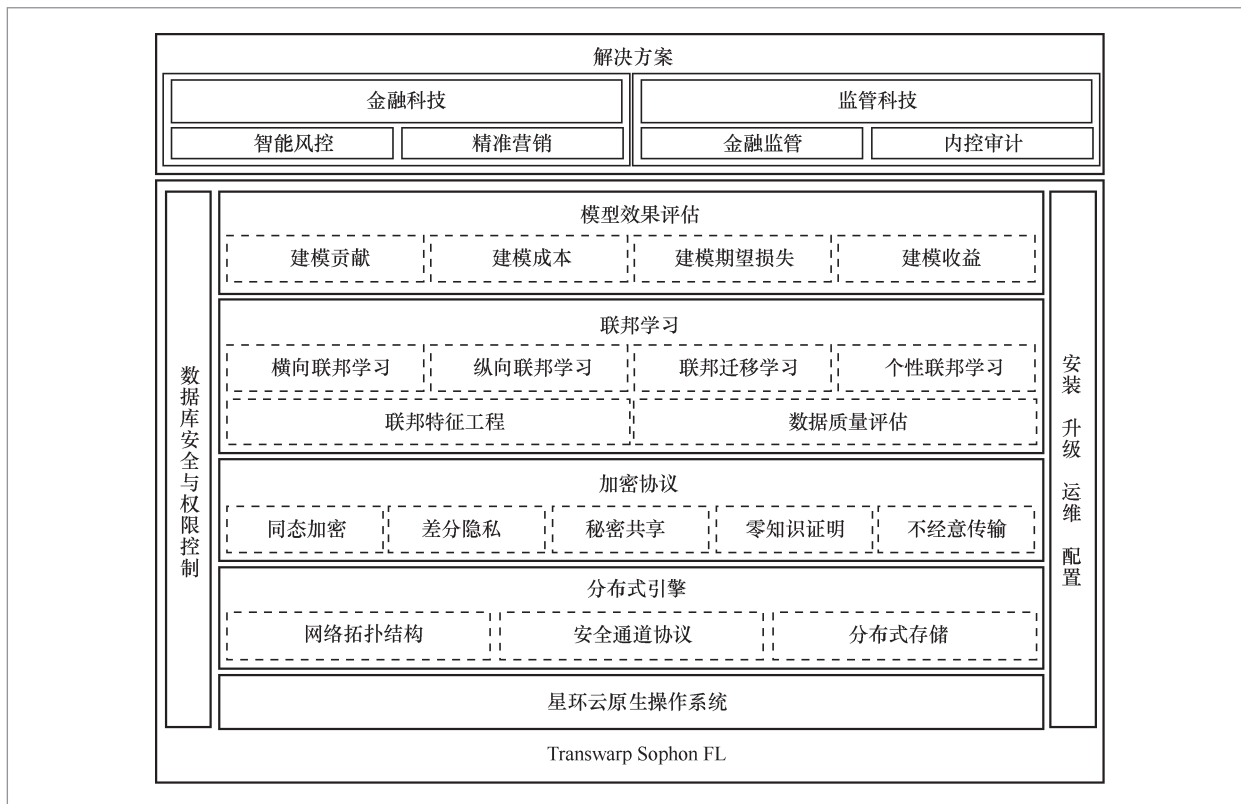 解决方案
金融科技
监管科技
智能风控
精准营销
金融监管
内控审计
数据库安全与权限控制
模型效果评估
建模贡献
建模成本
建模期望损失
建模收益
联邦学习
横向联邦学习
纵向联邦学习
联邦迁移学习
个性联邦学习
联邦特征工程
数据质量评估
加密协议
同态加密
差分隐私
秘密共享
零知识证明
不经意传输
分布式引擎
网络拓扑结构
安全通道协议
分布式存储
星环云原生操作系统
安装 升级 运维 配置
Transwarp Sophon FL